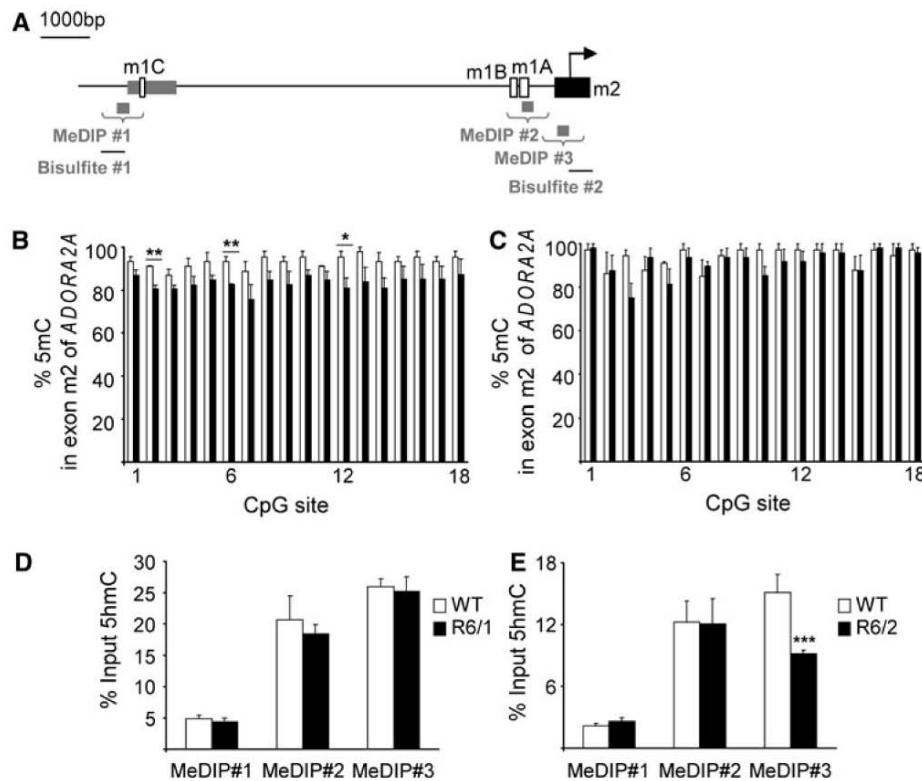 A 1000bp
m1C
m1B m1A
m2
MeDIP #1
MeDIP #2
Bisulfite #1
MeDIP #3
Bisulfite #2
B
% 5mC
in exon m2 of ADORA2A
100
80
60
40
20
** ** *
1 6 12 18
CpG site
C
% 5mC
in exon m2 of ADORA2A
100
80
60
40
20
1 6 12 18
CpG site
D
% Input 5hmC
30
25
20
15
10
5
WT
R6/1
MeDIP#1 MeDIP#2 MeDIP#3
E
% Input 5hmC
18
12
6
***
WT
R6/2
MeDIP#1 MeDIP#2 MeDIP#3